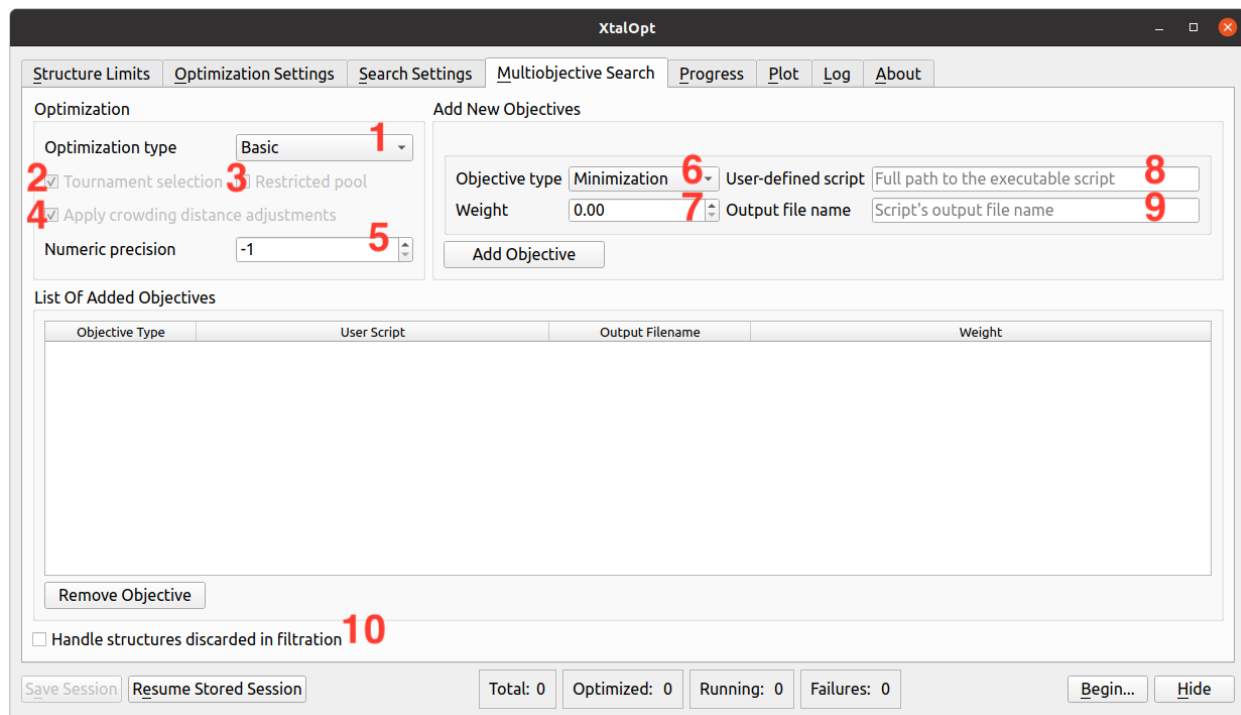 XtalOpt
Structure Limits Optimization Settings Search Settings Multiobjective Search Progress Plot Log About
Optimization
Optimization type Basic 1
2 Tournament selection 3 Restricted pool
4 Apply crowding distance adjustments
Numeric precision -1 5
Add New Objectives
Objective type Minimization 6 User-defined script Full path to the executable script 8
Weight 0.00 7 Output file name Script's output file name 9
Add Objective
List Of Added Objectives
Objective Type User Script Output Filename Weight
Remove Objective
Handle structures discarded in filtration 10
Save Session Resume Stored Session Total: 0 Optimized: 0 Running: 0 Failures: 0 Begin... Hide